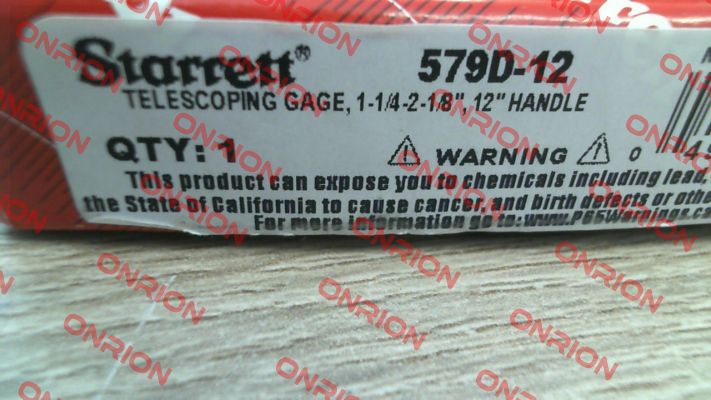 Starrett®
579D-12
TELESCOPING GAGE, 1-1/4-2-1/8", 12" HANDLE
QTY: 1
⚠ WARNING ⚠ 0
This product can expose you to chemicals including lead,
the State of California to cause cancer, and birth defects or othe
For more information go to: www.P65Warnings.ca
ONRION